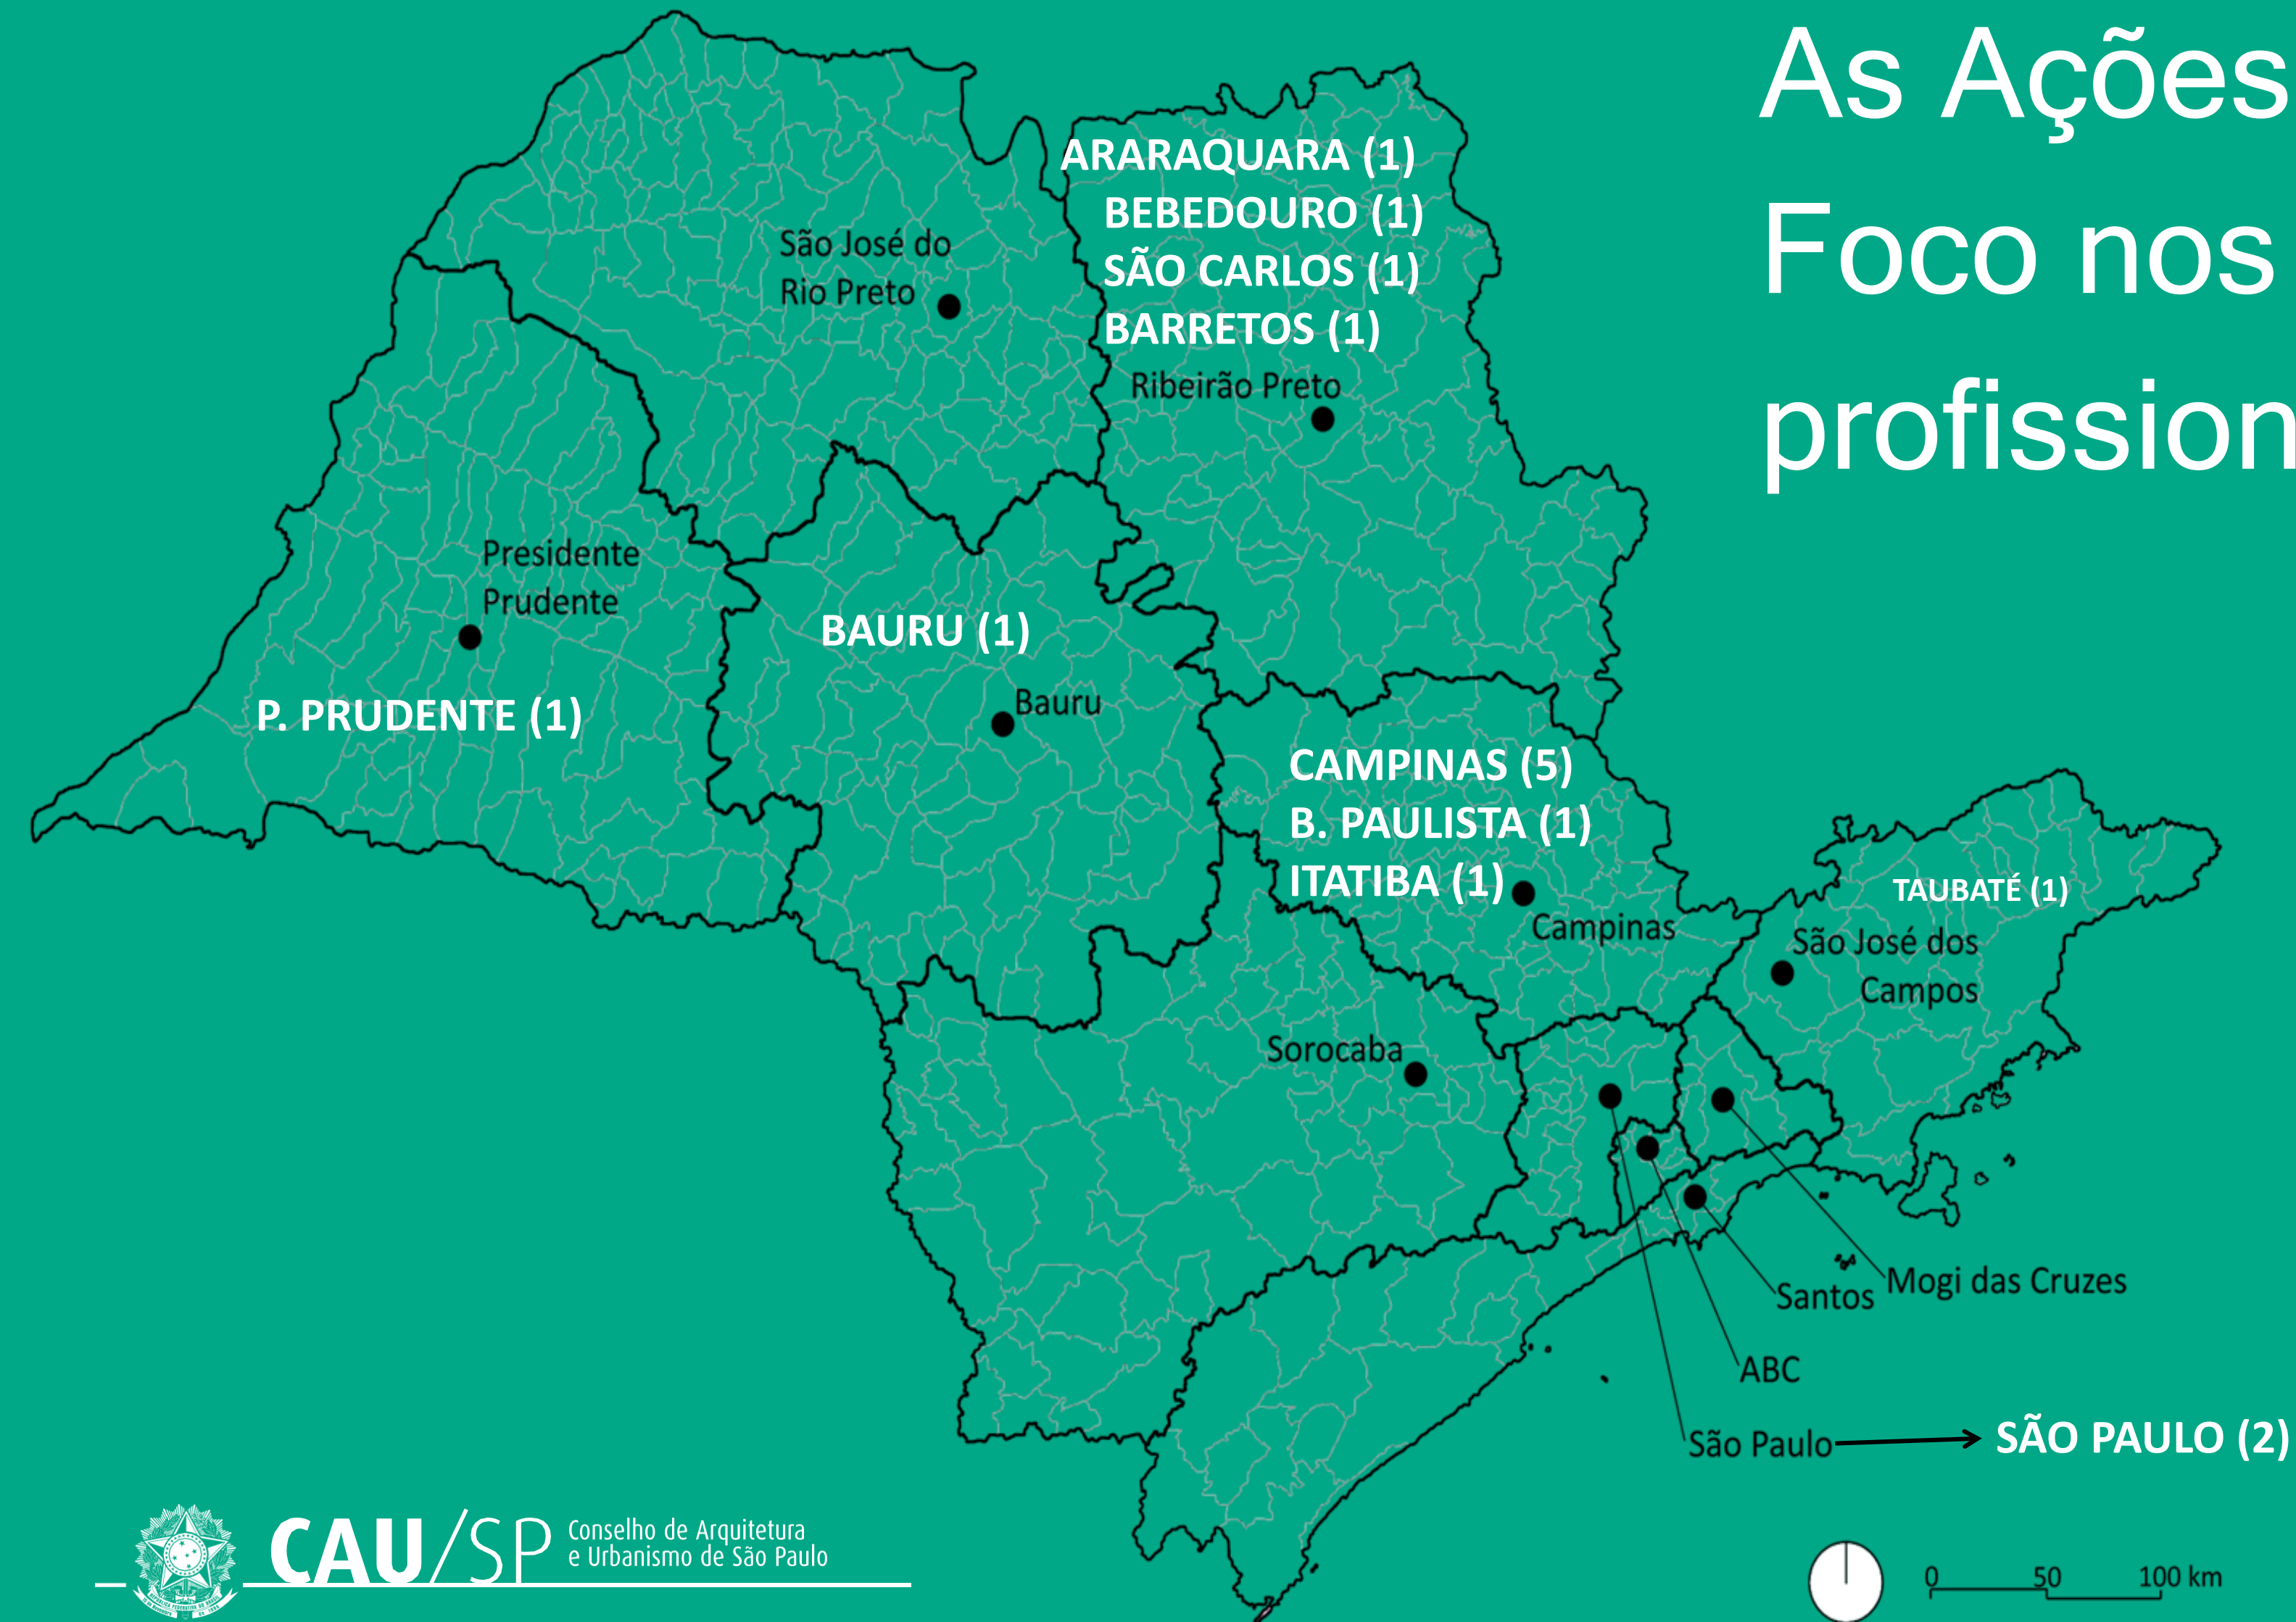 As Ações
Foco nos
profission
ARARAQUARA (1)
BEBEDOURO (1)
SÃO CARLOS (1)
BARRETOS (1)
São José do
Rio Preto
Ribeirão Preto
Presidente
Prudente
P. PRUDENTE (1)
BAURU (1)
Bauru
CAMPINAS (5)
B. PAULISTA (1)
ITATIBA (1)
Campinas
TAUBATÉ (1)
São José dos
Campos
Sorocaba
Mogi das Cruzes
Santos
ABC
São Paulo
SÃO PAULO (2)
CAU/SP
Conselho de Arquitetura
e Urbanismo de São Paulo
0 50 100 km